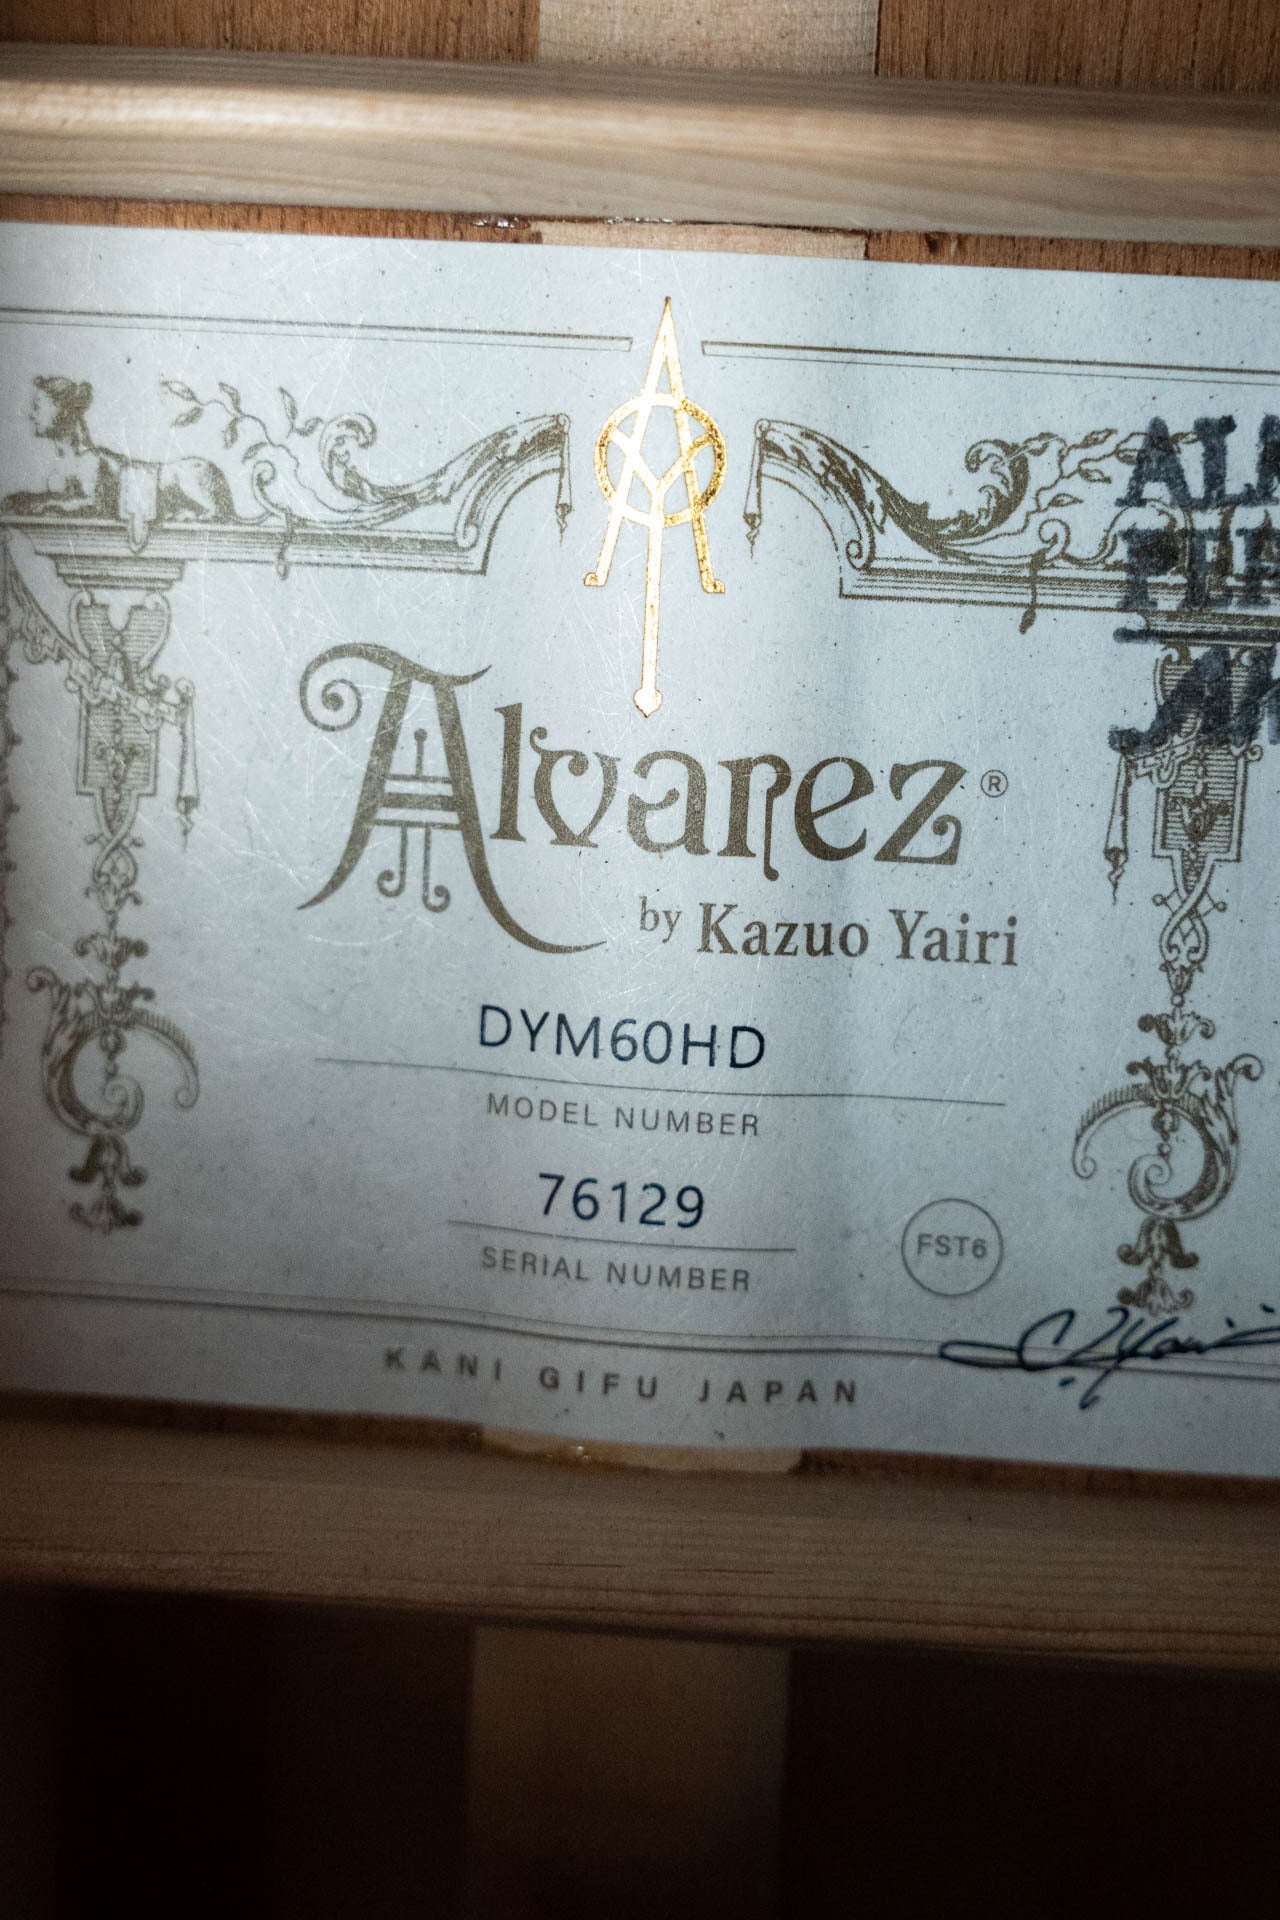 Alvarez®
by Kazuo Yairi
DYM60HD
MODEL NUMBER
76129
SERIAL NUMBER
FST6
KANI GIFU JAPAN